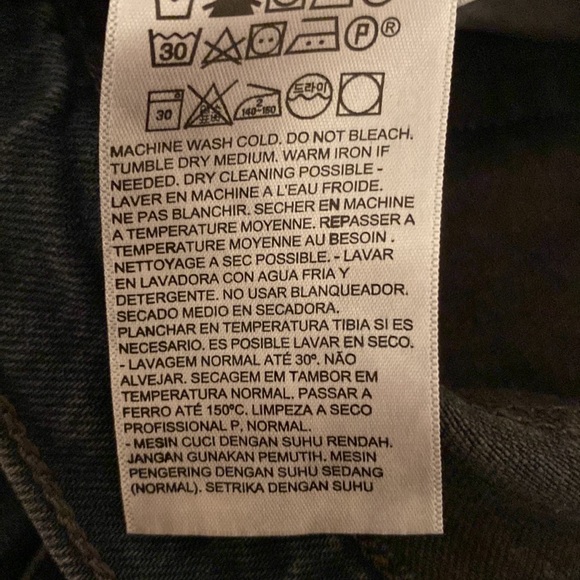 30 P ®
30 2 140-160 드라이
MACHINE WASH COLD. DO NOT BLEACH.
TUMBLE DRY MEDIUM. WARM IRON IF
NEEDED. DRY CLEANING POSSIBLE -
LAVER EN MACHINE A L'EAU FROIDE.
NE PAS BLANCHIR. SECHER EN MACHINE
A TEMPERATURE MOYENNE. REPASSER A
TEMPERATURE MOYENNE AU BESOIN .
NETTOYAGE A SEC POSSIBLE. - LAVAR
EN LAVADORA CON AGUA FRIA Y
DETERGENTE. NO USAR BLANQUEADOR.
SECADO MEDIO EN SECADORA.
PLANCHAR EN TEMPERATURA TIBIA SI ES
NECESARIO. ES POSIBLE LAVAR EN SECO.
- LAVAGEM NORMAL ATÉ 30º. NÃO
ALVEJAR. SECAGEM EM TAMBOR EM
TEMPERATURA NORMAL. PASSAR A
FERRO ATÉ 150ºC. LIMPEZA A SECO
PROFISSIONAL P, NORMAL.
- MESIN CUCI DENGAN SUHU RENDAH.
JANGAN GUNAKAN PEMUTIH. MESIN
PENGERING DENGAN SUHU SEDANG
(NORMAL). SETRIKA DENGAN SUHU